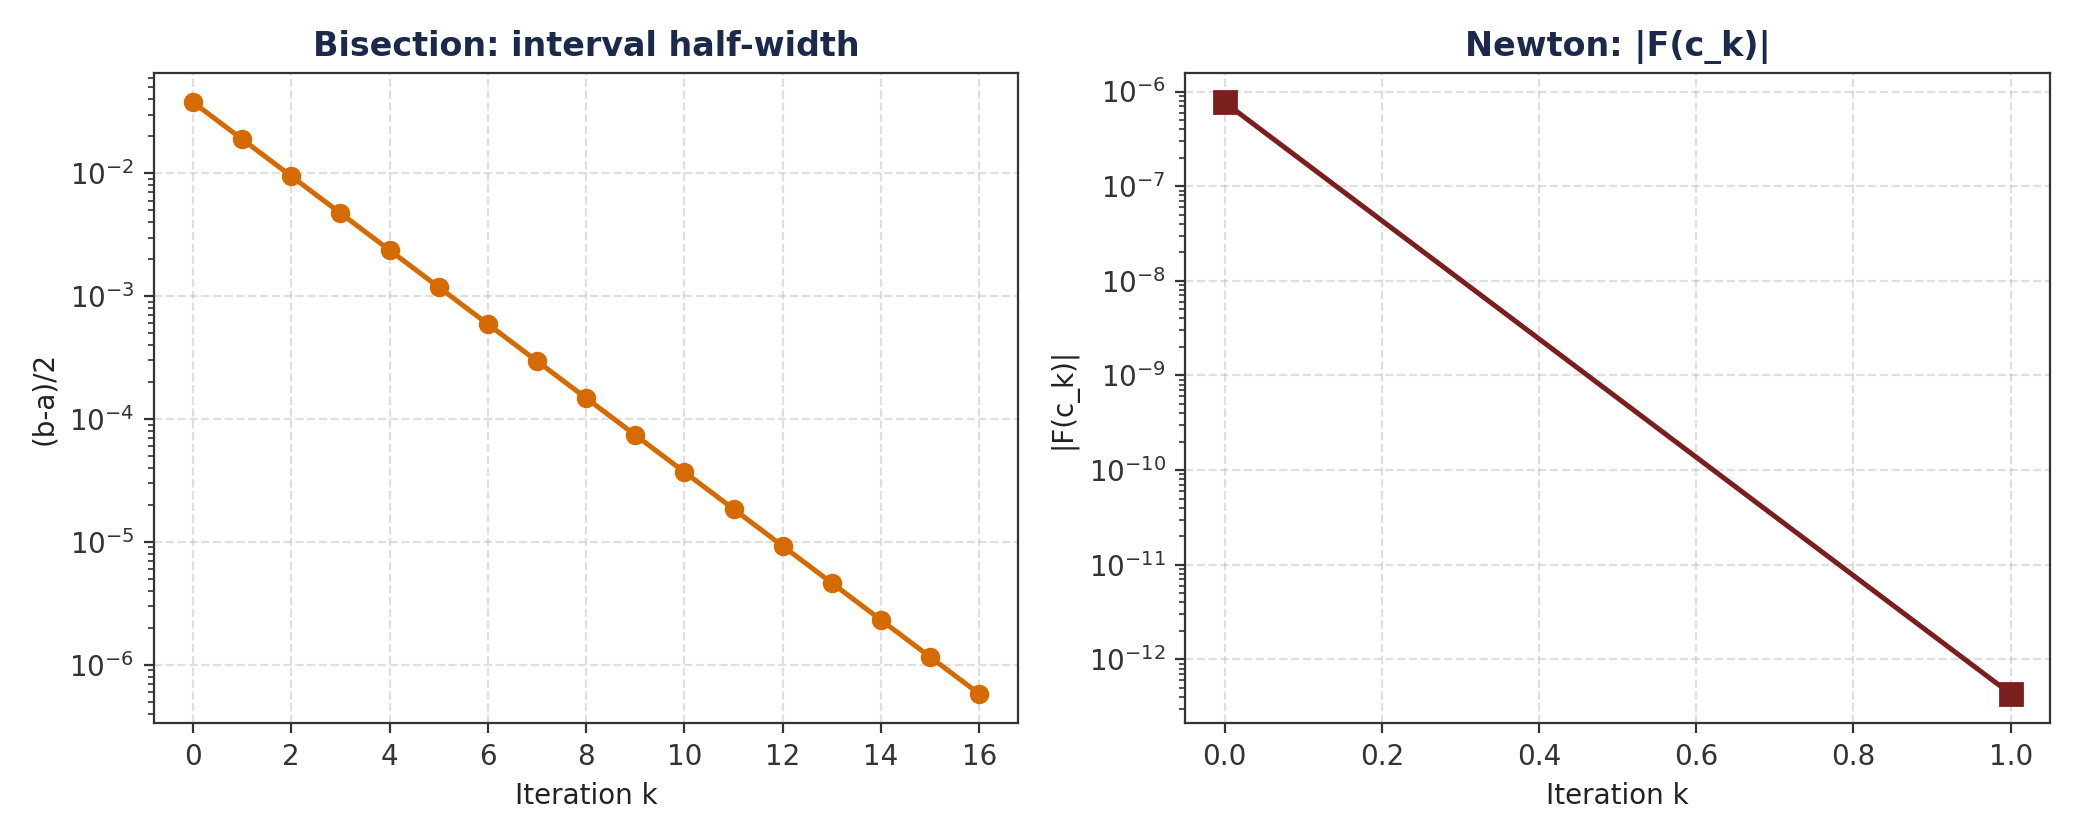 Bisection: interval half-width
(b-a)/2
10⁻²
10⁻³
10⁻⁴
10⁻⁵
10⁻⁶
0 2 4 6 8 10 12 14 16
Iteration k
Newton: |F(c_k)|
|F(c_k)|
10⁻⁶
10⁻⁷
10⁻⁸
10⁻⁹
10⁻¹⁰
10⁻¹¹
10⁻¹²
0.0 0.2 0.4 0.6 0.8 1.0
Iteration k